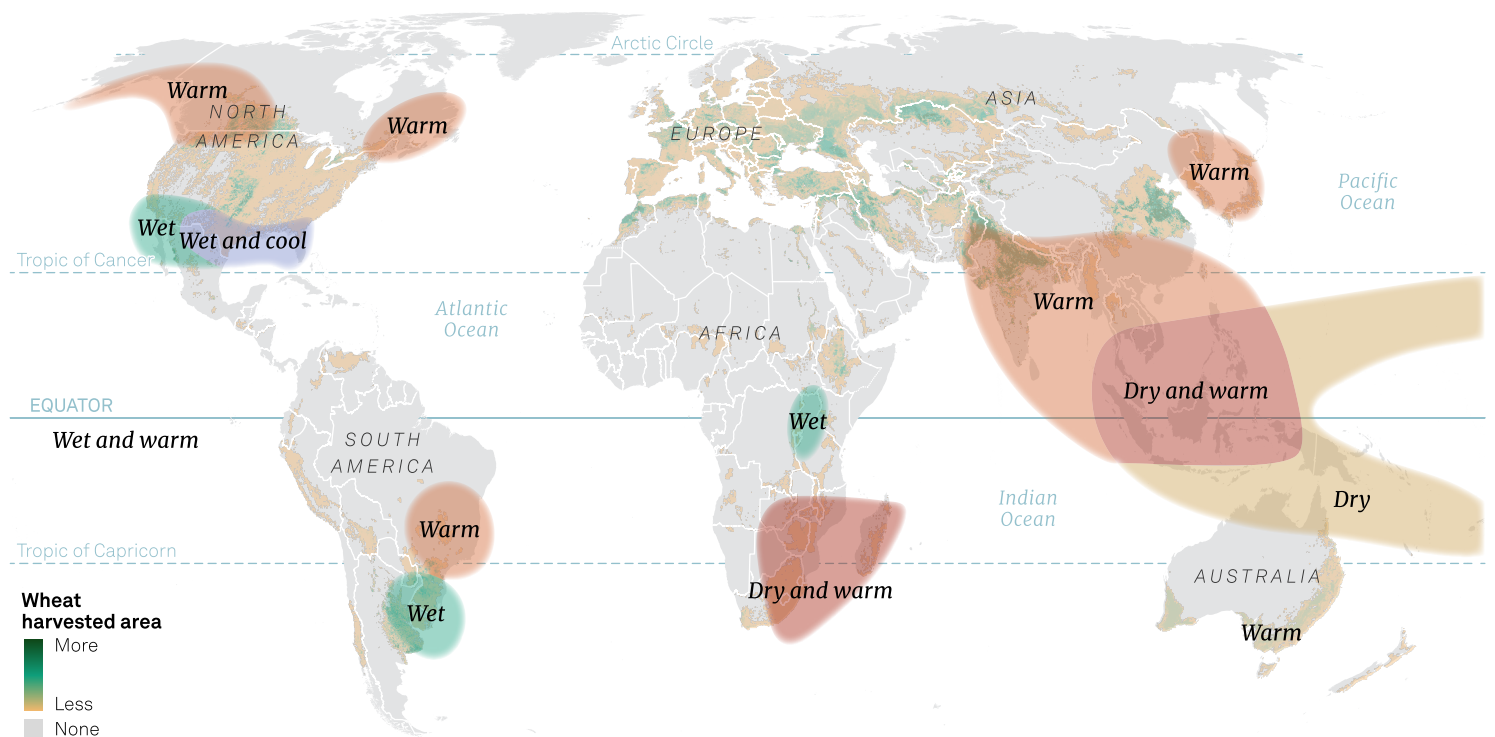 Arctic Circle
Warm
NORTH
AMERICA
Warm
EUROPE
ASIA
Warm
Pacific
Ocean
Wet
Wet and cool
Tropic of Cancer
Atlantic
Ocean
AFRICA
Warm
EQUATOR
Wet and warm
SOUTH
AMERICA
Wet
Dry and warm
Warm
Indian
Ocean
Dry
Tropic of Capricorn
Wet
Dry and warm
AUSTRALIA
Warm
Wheat
harvested area
More
Less
None